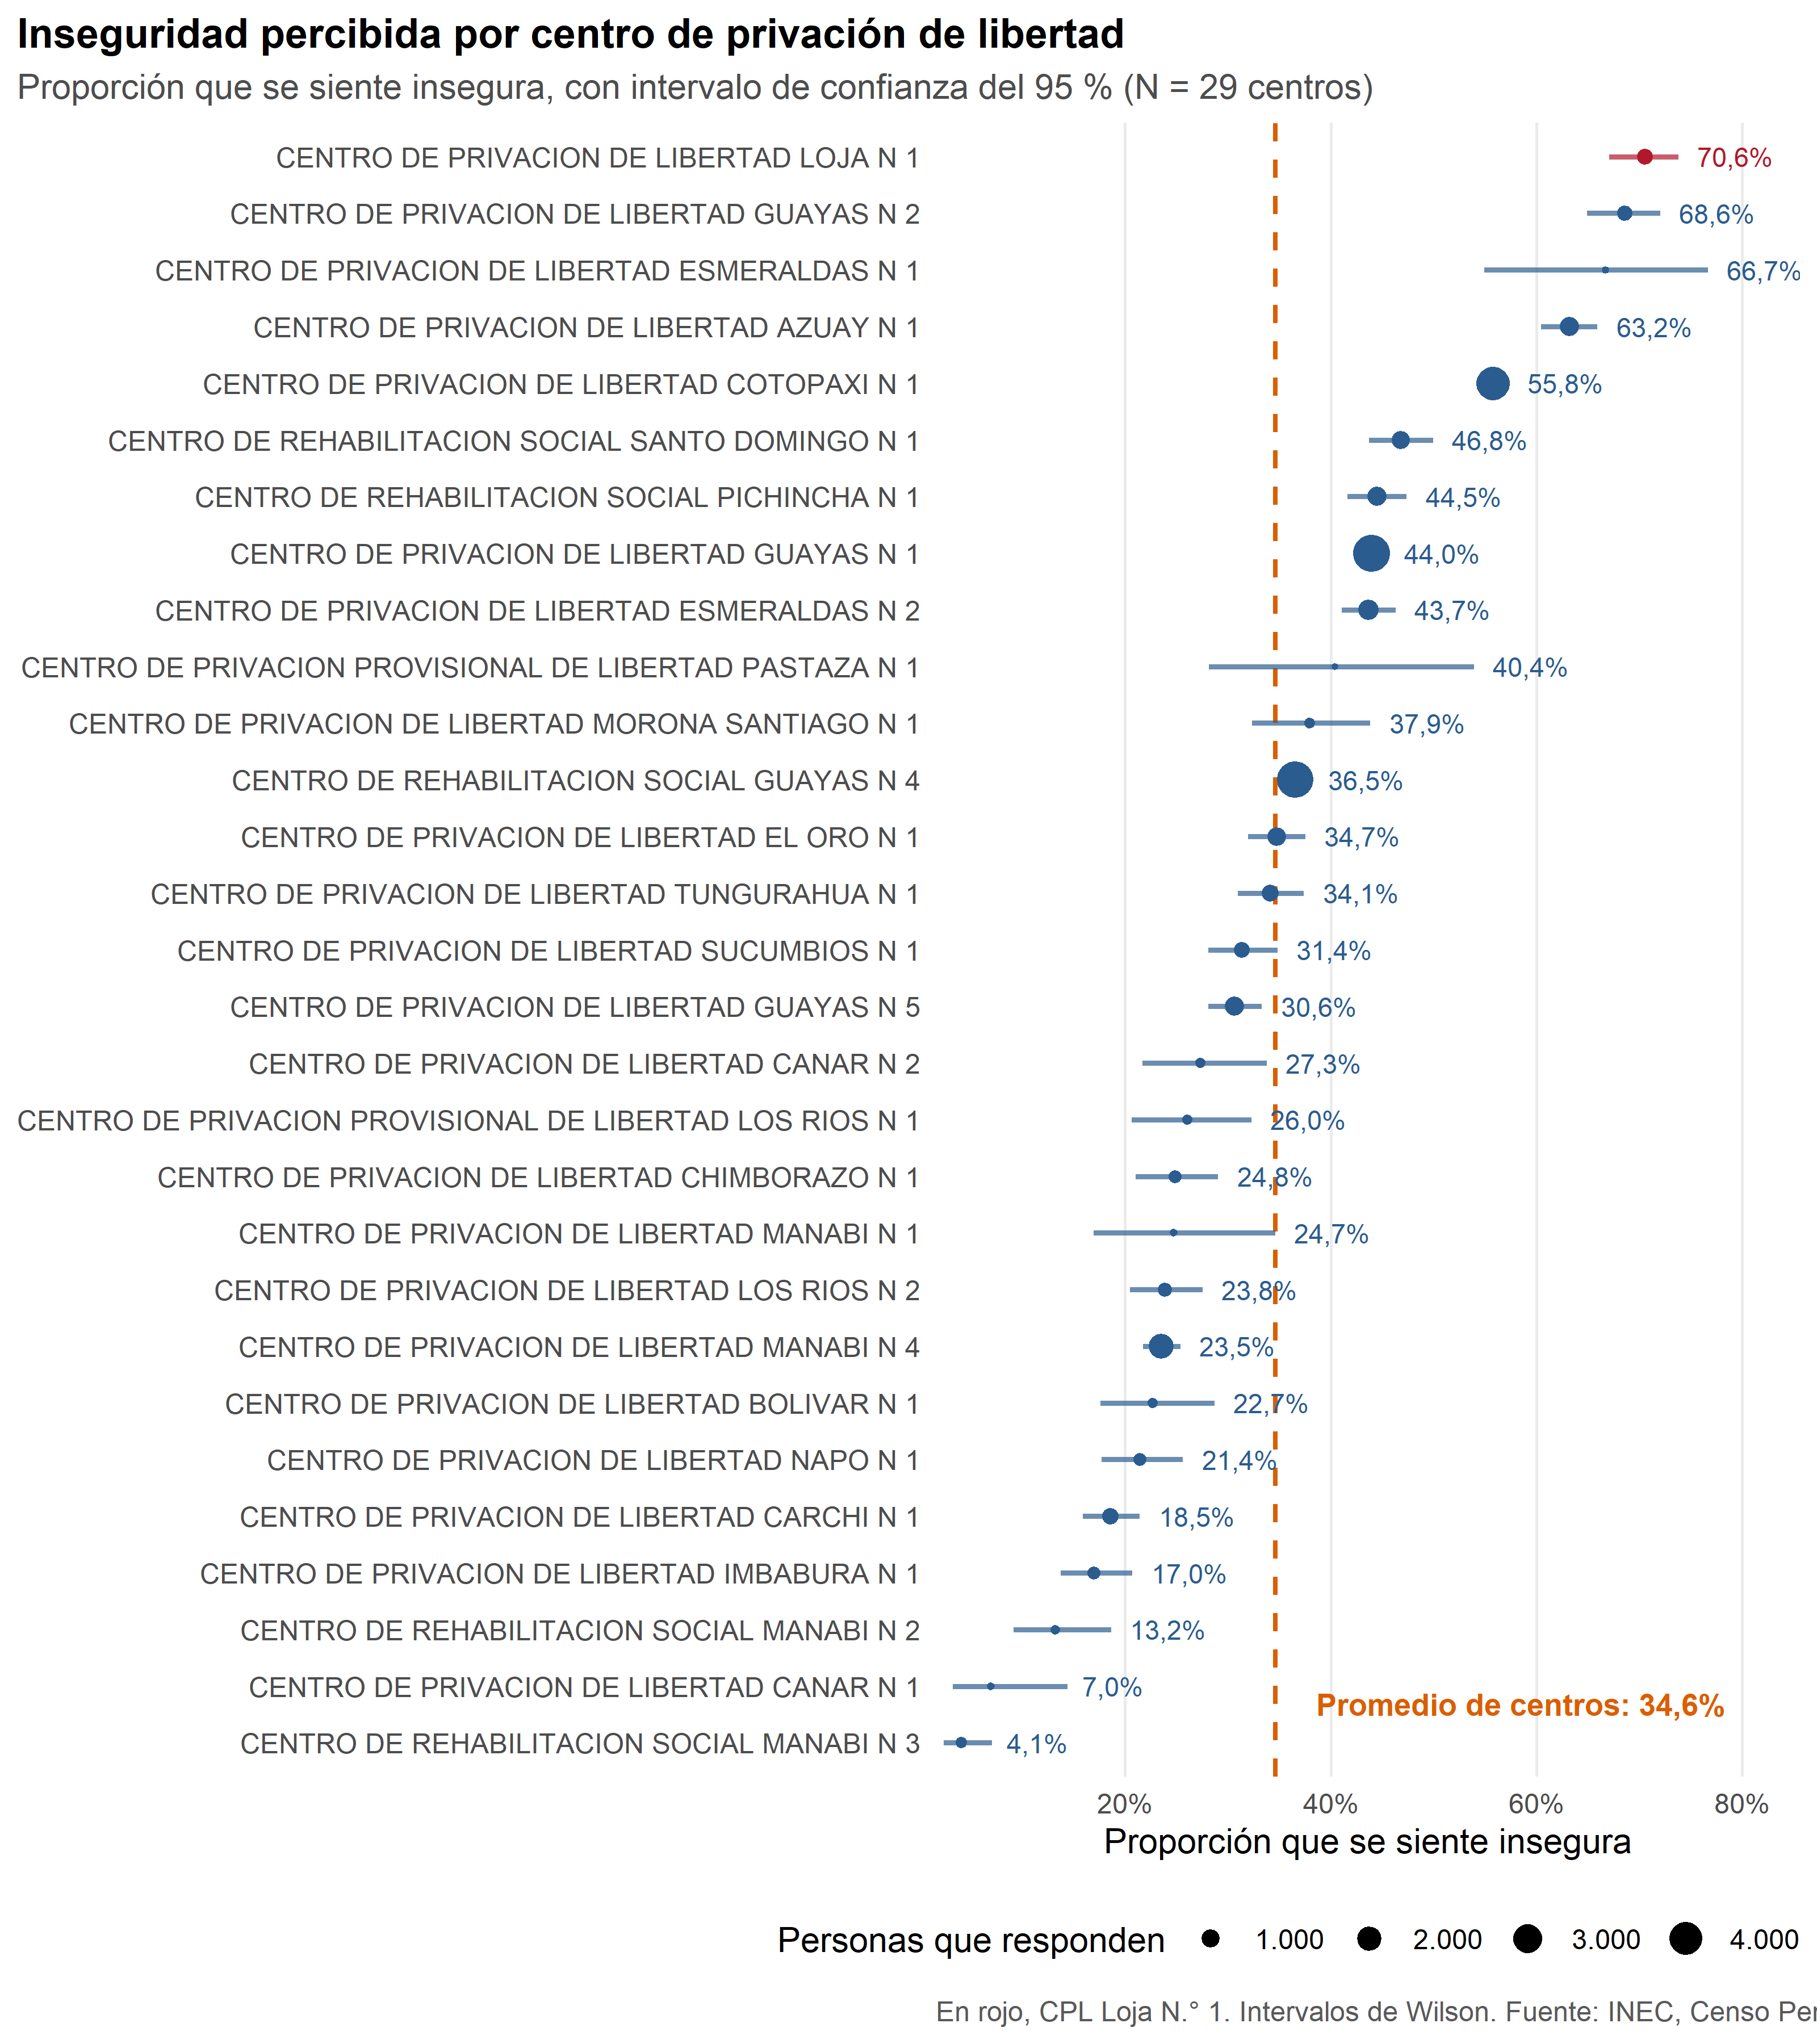 Inseguridad percibida por centro de privación de libertad
Proporción que se siente insegura, con intervalo de confianza del 95 % (N = 29 centros)
CENTRO DE PRIVACION DE LIBERTAD LOJA N 1 70,6%
CENTRO DE PRIVACION DE LIBERTAD GUAYAS N 2 68,6%
CENTRO DE PRIVACION DE LIBERTAD ESMERALDAS N 1 66,7%
CENTRO DE PRIVACION DE LIBERTAD AZUAY N 1 63,2%
CENTRO DE PRIVACION DE LIBERTAD COTOPAXI N 1 55,8%
CENTRO DE REHABILITACION SOCIAL SANTO DOMINGO N 1 46,8%
CENTRO DE REHABILITACION SOCIAL PICHINCHA N 1 44,5%
CENTRO DE PRIVACION DE LIBERTAD GUAYAS N 1 44,0%
CENTRO DE PRIVACION DE LIBERTAD ESMERALDAS N 2 43,7%
CENTRO DE PRIVACION PROVISIONAL DE LIBERTAD PASTAZA N 1 40,4%
CENTRO DE PRIVACION DE LIBERTAD MORONA SANTIAGO N 1 37,9%
CENTRO DE REHABILITACION SOCIAL GUAYAS N 4 36,5%
CENTRO DE PRIVACION DE LIBERTAD EL ORO N 1 34,7%
CENTRO DE PRIVACION DE LIBERTAD TUNGURAHUA N 1 34,1%
CENTRO DE PRIVACION DE LIBERTAD SUCUMBIOS N 1 31,4%
CENTRO DE PRIVACION DE LIBERTAD GUAYAS N 5 30,6%
CENTRO DE PRIVACION DE LIBERTAD CANAR N 2 27,3%
CENTRO DE PRIVACION PROVISIONAL DE LIBERTAD LOS RIOS N 1 26,0%
CENTRO DE PRIVACION DE LIBERTAD CHIMBORAZO N 1 24,8%
CENTRO DE PRIVACION DE LIBERTAD MANABI N 1 24,7%
CENTRO DE PRIVACION DE LIBERTAD LOS RIOS N 2 23,8%
CENTRO DE PRIVACION DE LIBERTAD MANABI N 4 23,5%
CENTRO DE PRIVACION DE LIBERTAD BOLIVAR N 1 22,7%
CENTRO DE PRIVACION DE LIBERTAD NAPO N 1 21,4%
CENTRO DE PRIVACION DE LIBERTAD CARCHI N 1 18,5%
CENTRO DE PRIVACION DE LIBERTAD IMBABURA N 1 17,0%
CENTRO DE REHABILITACION SOCIAL MANABI N 2 13,2%
CENTRO DE PRIVACION DE LIBERTAD CANAR N 1 7,0%
Promedio de centros: 34,6%
CENTRO DE REHABILITACION SOCIAL MANABI N 3 4,1%
20% 40% 60% 80%
Proporción que se siente insegura
Personas que responden 1.000 2.000 3.000 4.000
En rojo, CPL Loja N.° 1. Intervalos de Wilson. Fuente: INEC, Censo